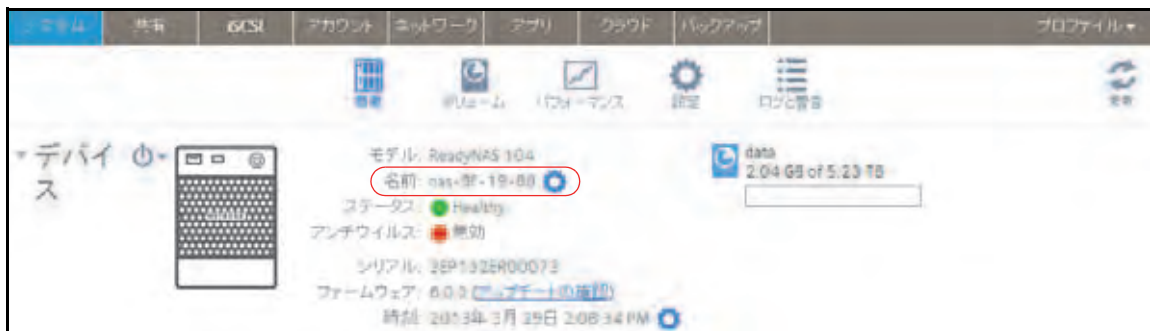 共有 iSCSI アカウント ネットワーク アプリ クラウド バックアップ プロファイル
概要 ボリューム パフォーマンス 設定 ログと警告 更新
デバイス
モデル: ReadyNAS 104
名前: nas-9F-19-88
ステータス: Healthy
アンチウイルス: 無効
シリアル:
ファームウェア: 6.0.0 (アップデートの確認)
時刻: 2013年 3月 29日 2:08:34 PM
data
2.04 GB of 5.23 TB